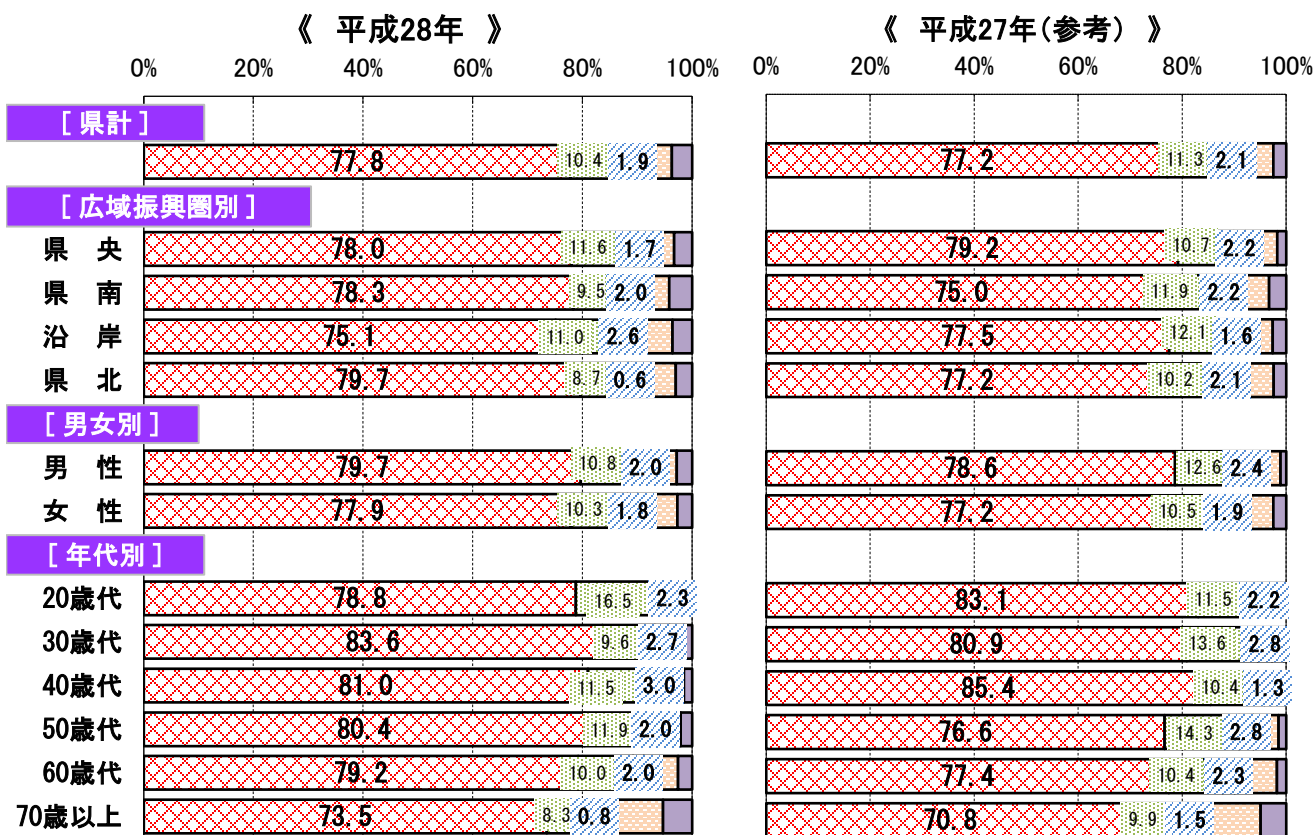 《 平成28年 》 《 平成27年(参考) 》
0% 20% 40% 60% 80% 100% 0% 20% 40% 60% 80% 100%
[ 県計 ]
77.8 10.4 1.9 77.2 11.3 2.1
[ 広域振興圏別 ]
県 央 78.0 11.6 1.7 79.2 10.7 2.2
県 南 78.3 9.5 2.0 75.0 11.9 2.2
沿 岸 75.1 11.0 2.6 77.5 12.1 1.6
県 北 79.7 8.7 0.6 77.2 10.2 2.1
[ 男女別 ]
男 性 79.7 10.8 2.0 78.6 12.6 2.4
女 性 77.9 10.3 1.8 77.2 10.5 1.9
[ 年代別 ]
20歳代 78.8 16.5 2.3 83.1 11.5 2.2
30歳代 83.6 9.6 2.7 80.9 13.6 2.8
40歳代 81.0 11.5 3.0 85.4 10.4 1.3
50歳代 80.4 11.9 2.0 76.6 14.3 2.8
60歳代 79.2 10.0 2.0 77.4 10.4 2.3
70歳以上 73.5 8.3 0.8 70.8 9.9 1.5